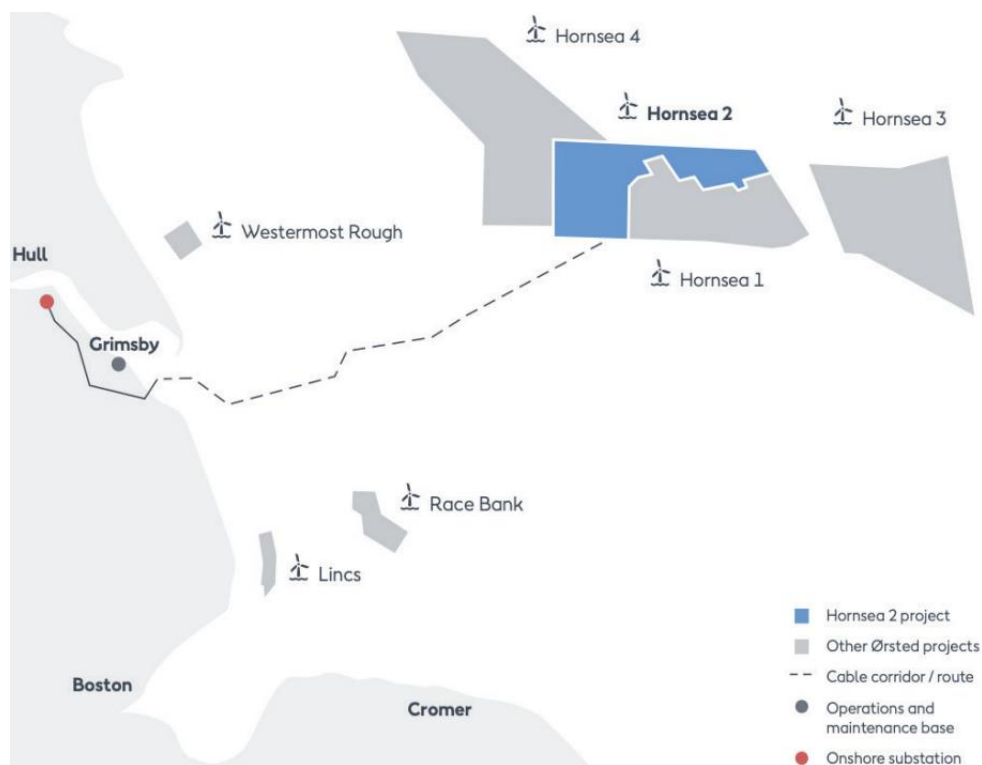 Hornsea 4
Hornsea 2
Hornsea 3
Westermost Rough
Hull
Hornsea 1
Grimsby
Race Bank
Lincs
Hornsea 2 project
Other Ørsted projects
Cable corridor / route
Boston
Operations and
maintenance base
Cromer
Onshore substation